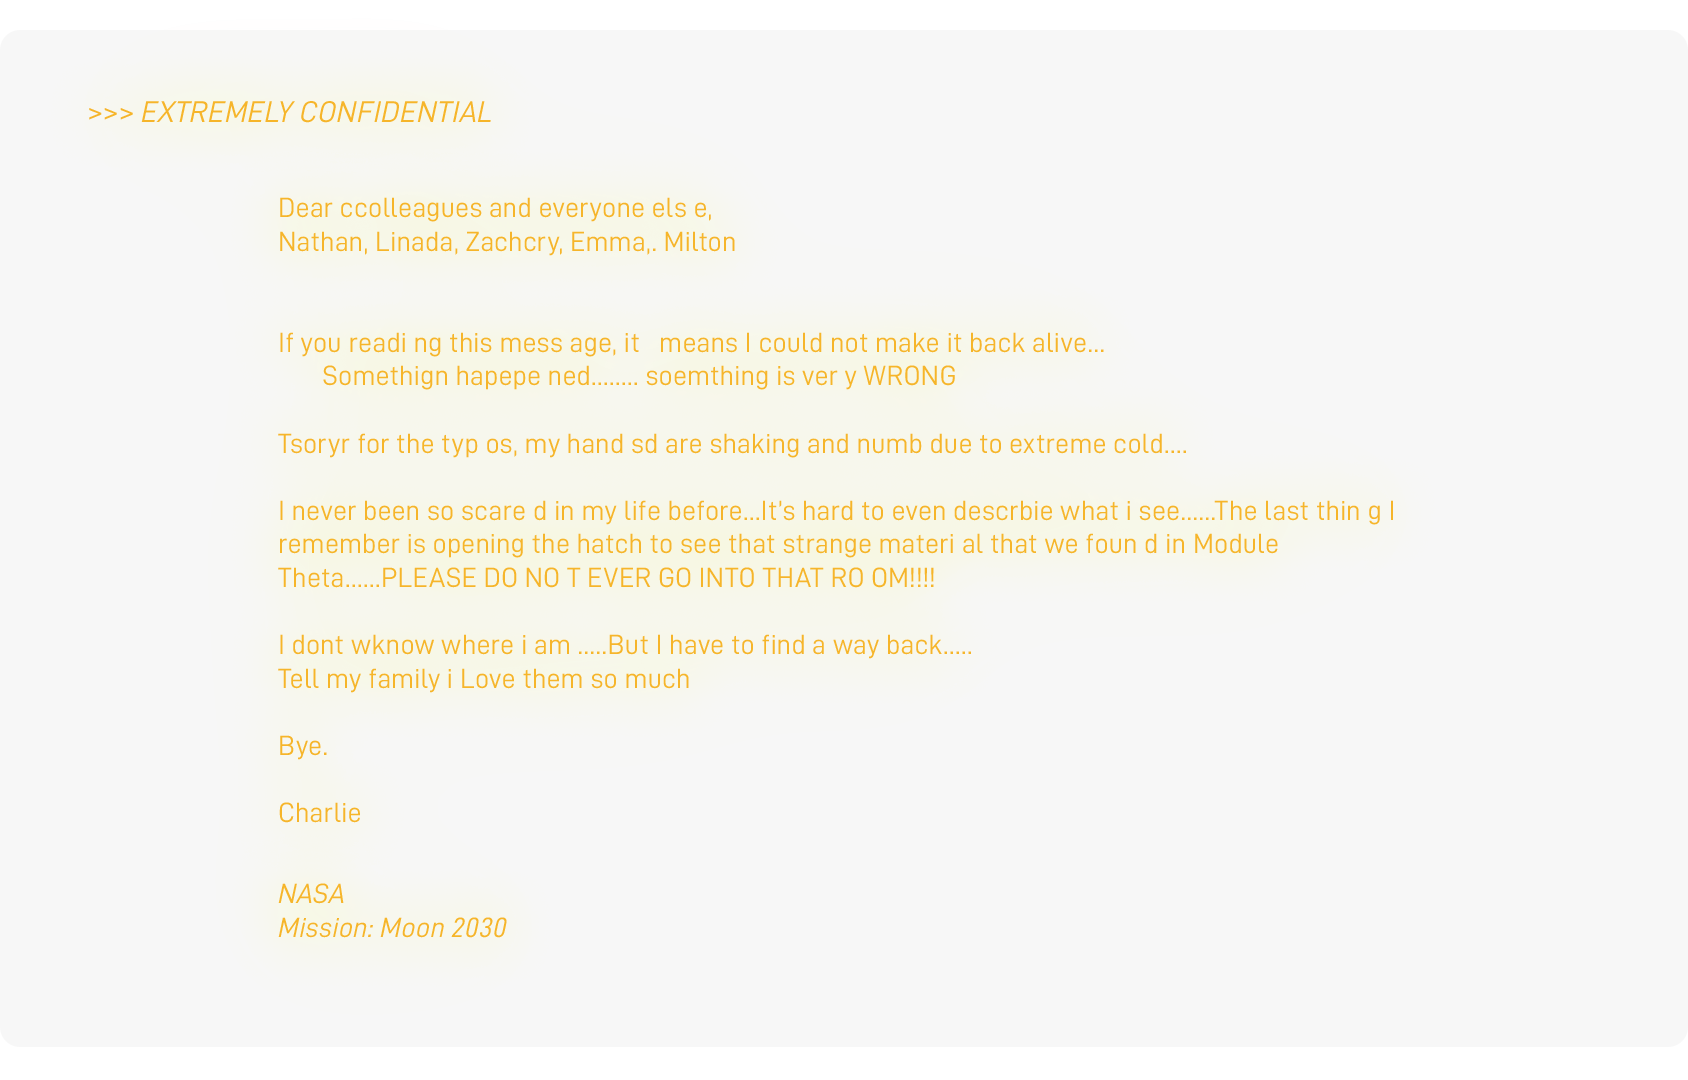 >>> EXTREMELY CONFIDENTIAL
Dear ccolleagues and everyone els e,
Nathan, Linada, Zachcry, Emma,. Milton
If you readi ng this mess age, it   means I could not make it back alive...
Somethign hapepe ned........ soemthing is ver y WRONG
Tsoryr for the typ os, my hand sd are shaking and numb due to extreme cold....
I never been so scare d in my life before...It's hard to even descrbie what i see......The last thin g I
remember is opening the hatch to see that strange materi al that we foun d in Module
Theta......PLEASE DO NO T EVER GO INTO THAT RO OM!!!!
I dont wknow where i am .....But I have to find a way back.....
Tell my family i Love them so much
Bye.
Charlie
NASA
Mission: Moon 2030